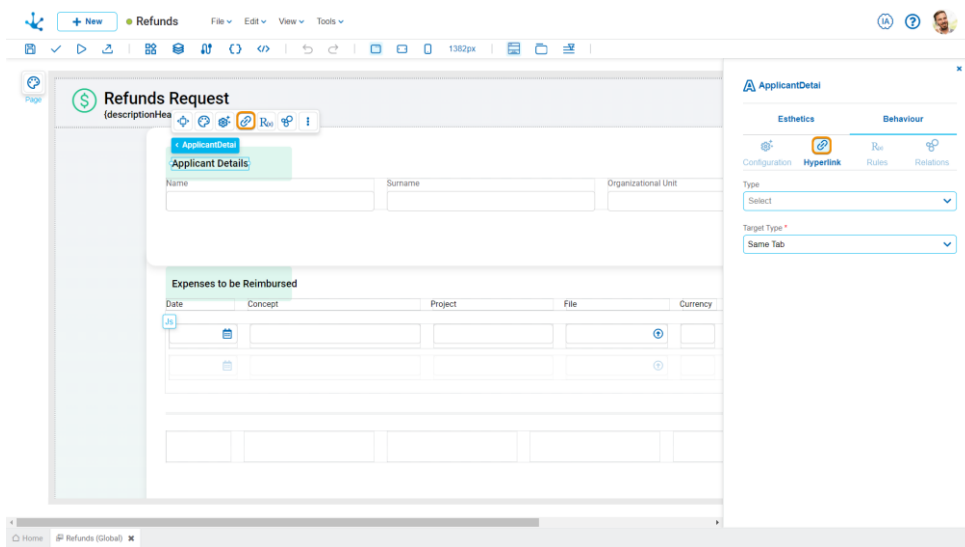 + New
Refunds
File
Edit
View
Tools
IA
?
1382px
Page
Refunds Request
{descriptionHea
ApplicantDetai
Applicant Details
Name
Surname
Organizational Unit
Expenses to be Reimbursed
Date
Concept
Project
File
Currency
Js
ApplicantDetai
Esthetics
Behaviour
Configuration
Hyperlink
Rules
Relations
Type
Select
Target Type *
Same Tab
Home
Refunds (Global)